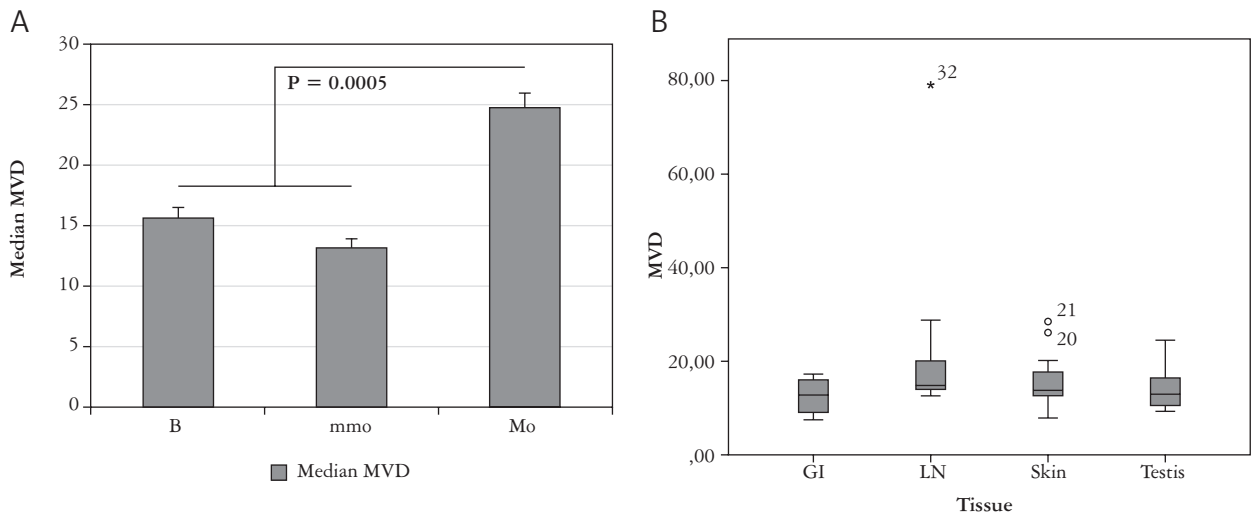 A
30
25
20
15
10
5
0
Median MVD
P = 0.0005
B
mmo
Mo
Median MVD
B
80,00
60,00
40,00
20,00
,00
MVD
32
21
20
GI
LN
Skin
Testis
Tissue